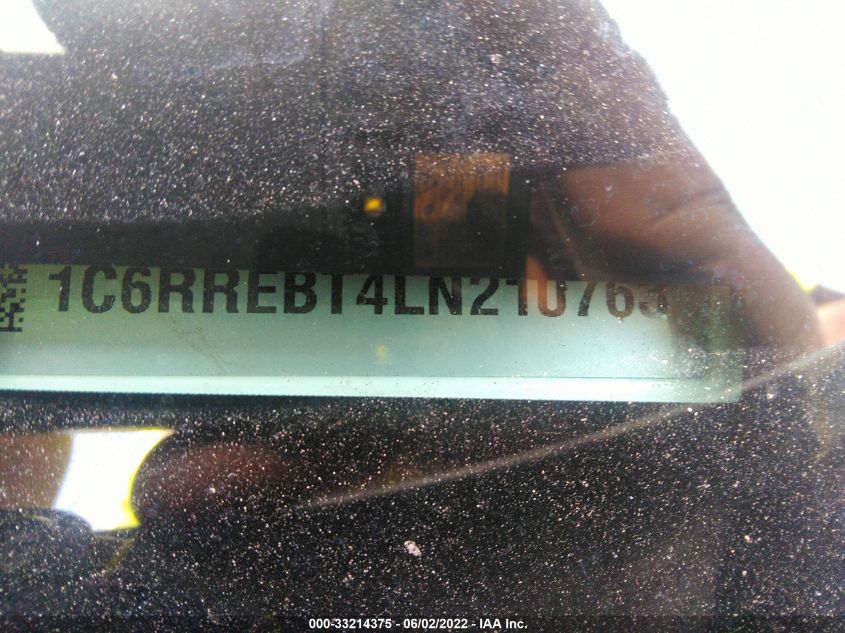 1C6RREBT4LN210763
000-33214375 - 06/02/2022 - IAA Inc.